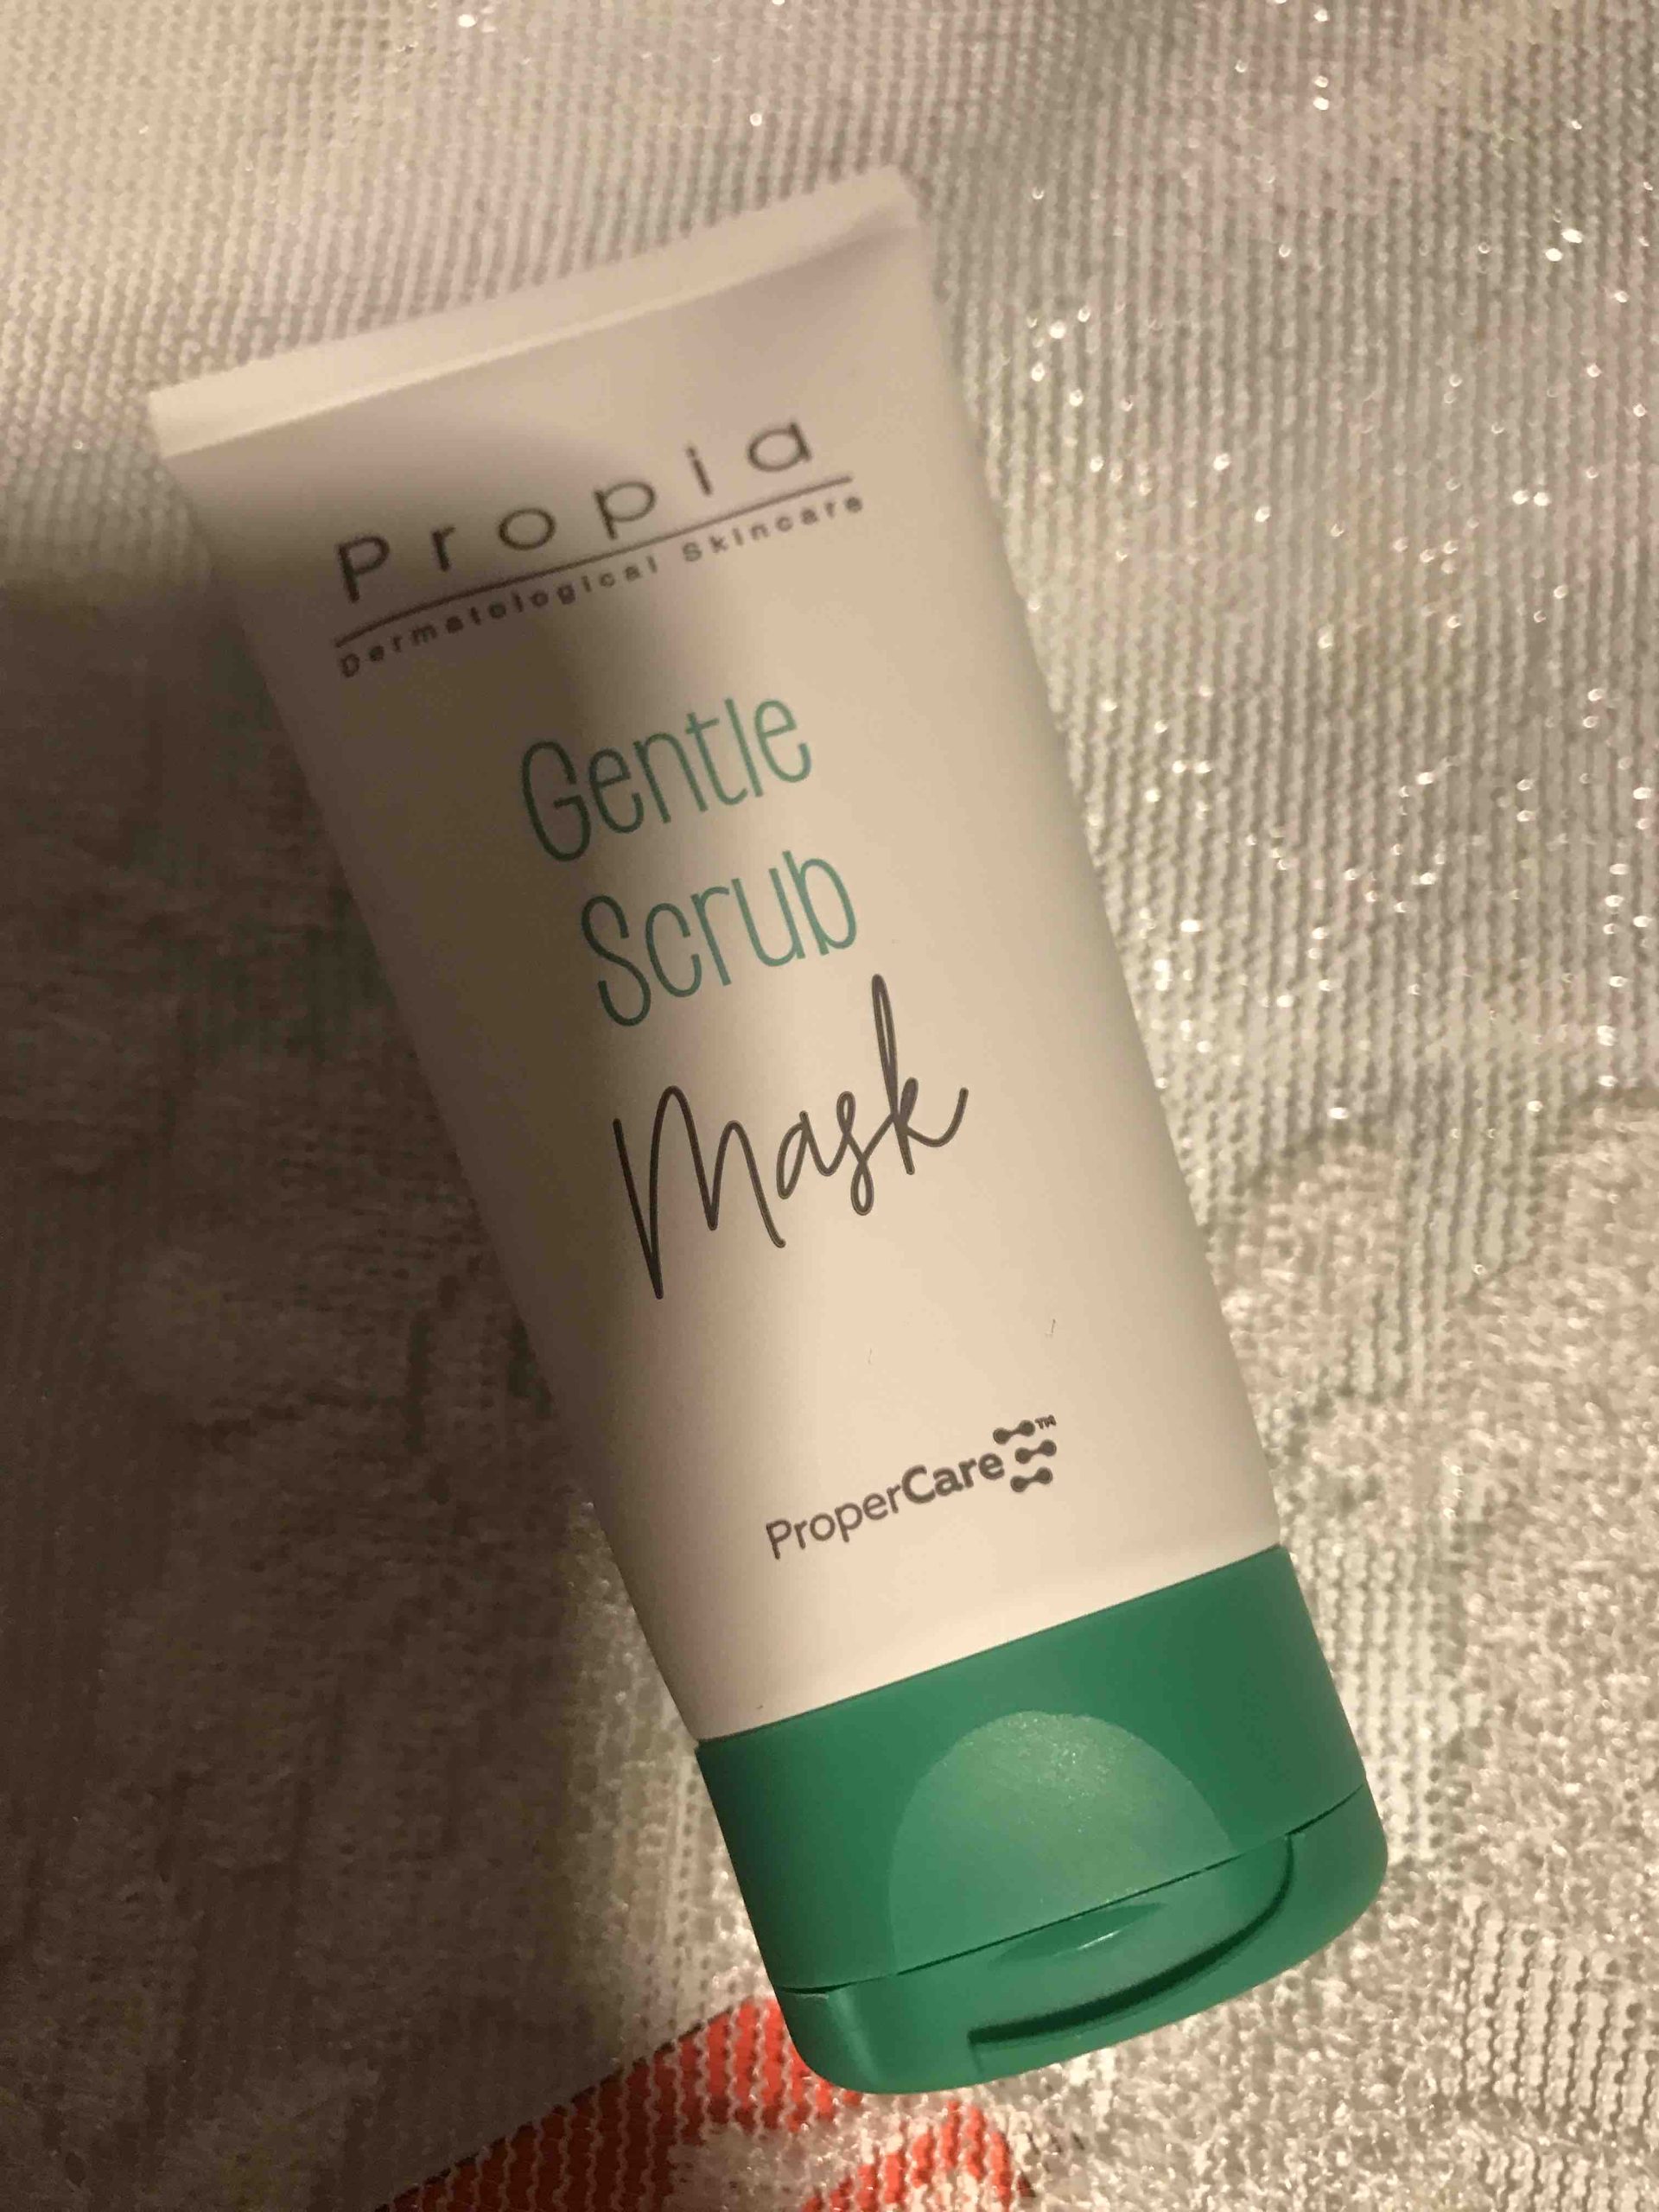 Propia
Dermatological Skincare
Gentle
Scrub
Mask
ProperCare™